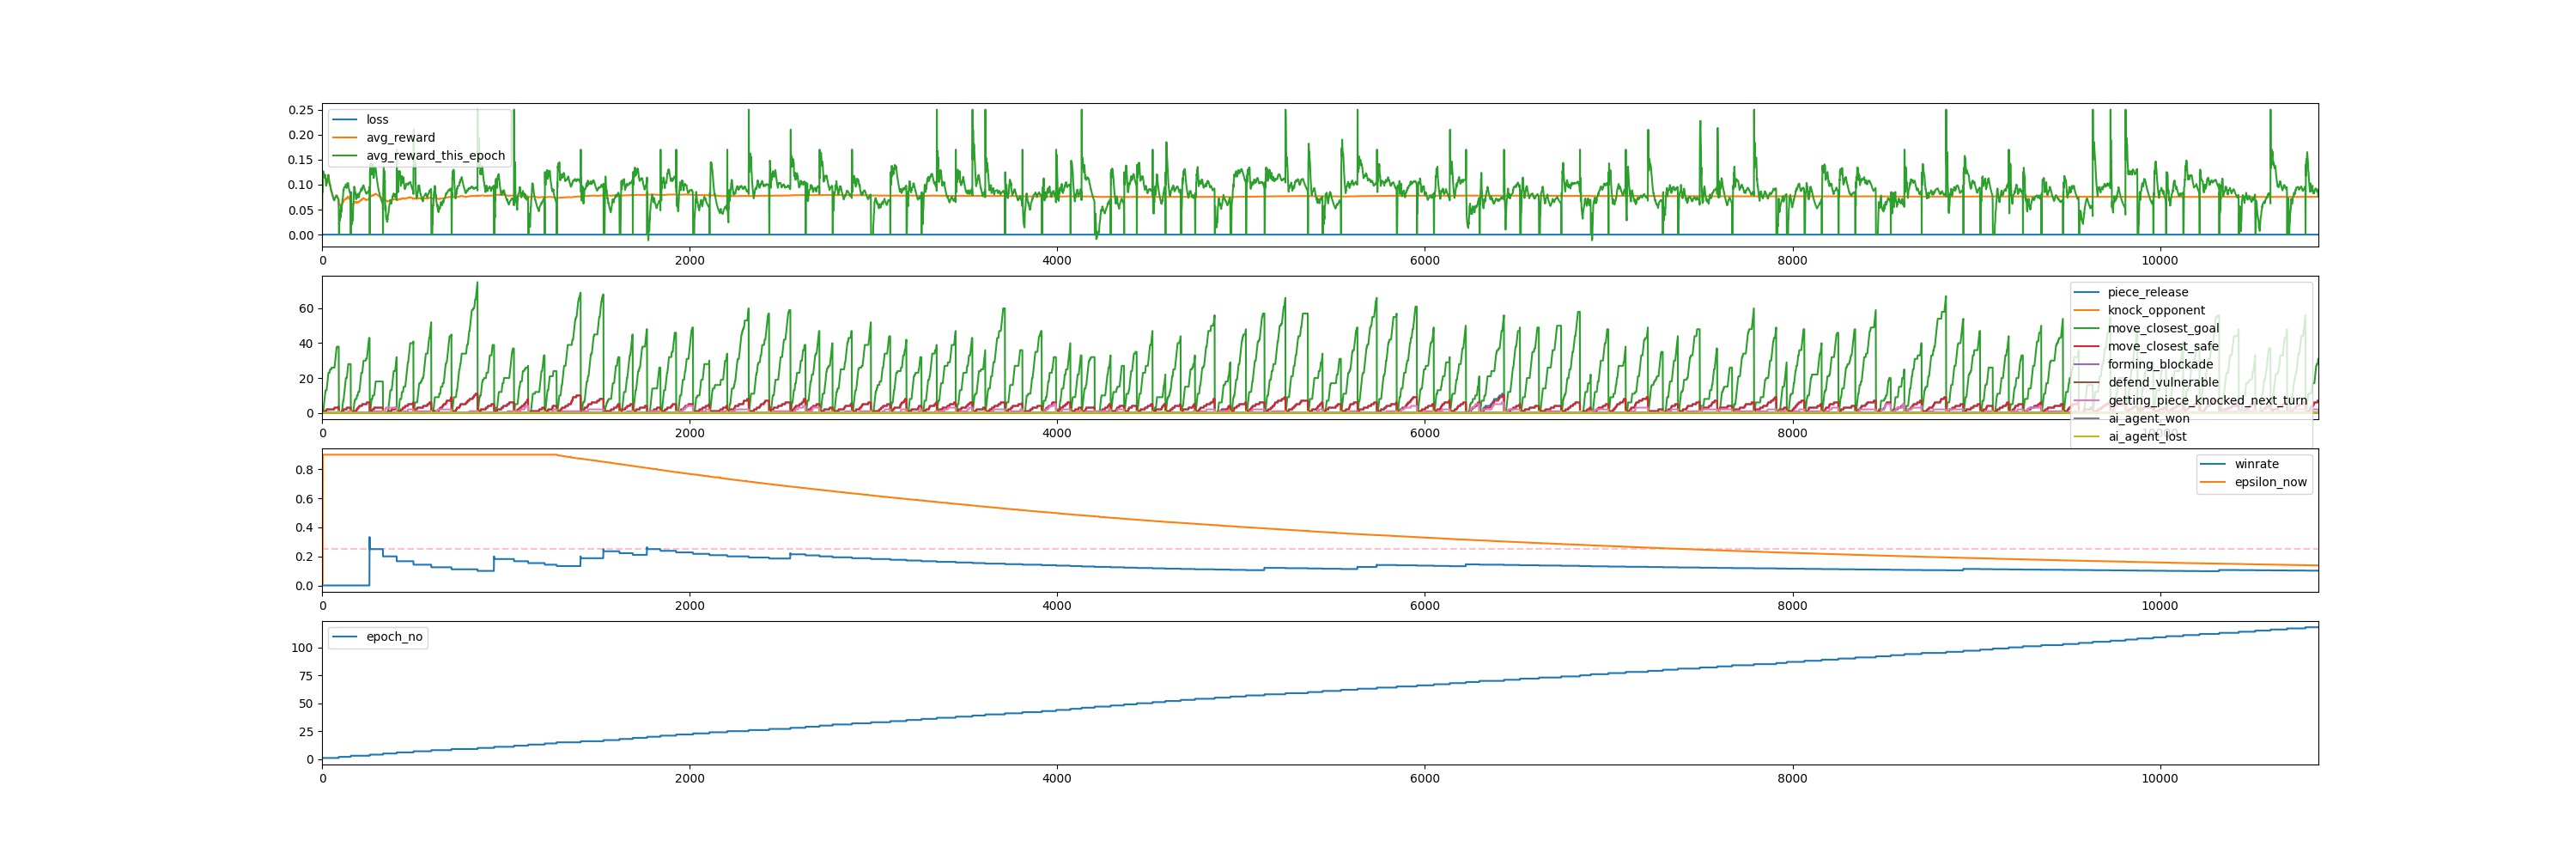 0.25
0.20
0.15
0.10
0.05
0.00
loss
avg_reward
avg_reward_this_epoch
0 2000 4000 6000 8000 10000
60
40
20
0
piece_release
knock_opponent
move_closest_goal
move_closest_safe
forming_blockade
defend_vulnerable
getting_piece_knocked_next_turn
ai_agent_won
ai_agent_lost
0 2000 4000 6000 8000 10000
0.8
0.6
0.4
0.2
0.0
winrate
epsilon_now
0 2000 4000 6000 8000 10000
100
75
50
25
0
epoch_no
0 2000 4000 6000 8000 10000